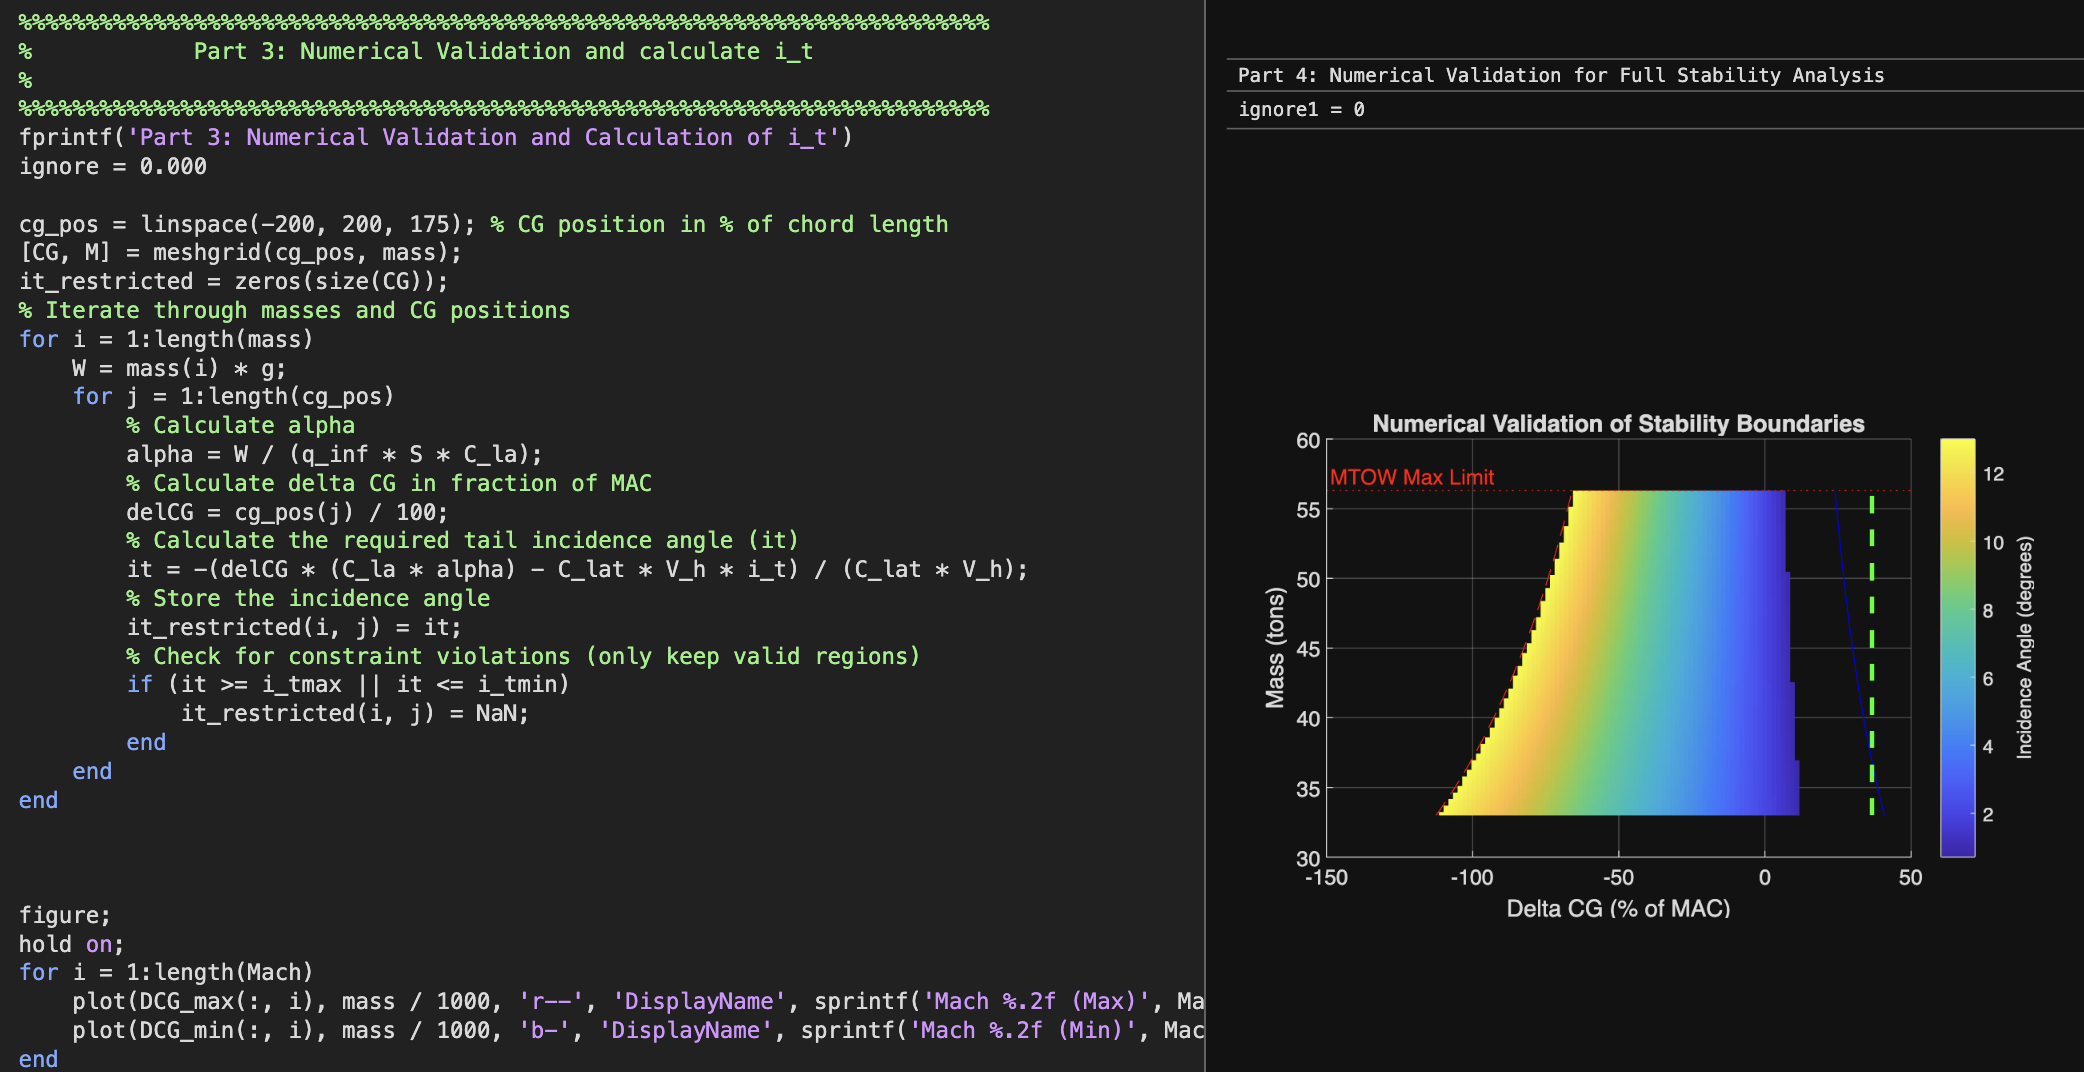 %%%%%%%%%%%%%%%%%%%%%%%%%%%%%%%%%%%%%%%%%%%%%%%%%%%%%%%%%%%%%%%%%%%%%%%%%%
%            Part 3: Numerical Validation and calculate i_t
%
%%%%%%%%%%%%%%%%%%%%%%%%%%%%%%%%%%%%%%%%%%%%%%%%%%%%%%%%%%%%%%%%%%%%%%%%%%
fprintf('Part 3: Numerical Validation and Calculation of i_t')
ignore = 0.000
cg_pos = linspace(-200, 200, 175); % CG position in % of chord length
[CG, M] = meshgrid(cg_pos, mass);
it_restricted = zeros(size(CG));
% Iterate through masses and CG positions
for i = 1:length(mass)
    W = mass(i) * g;
    for j = 1:length(cg_pos)
        % Calculate alpha
        alpha = W / (q_inf * S * C_la);
        % Calculate delta CG in fraction of MAC
        delCG = cg_pos(j) / 100;
        % Calculate the required tail incidence angle (it)
        it = -(delCG * (C_la * alpha) - C_lat * V_h * i_t) / (C_lat * V_h);
        % Store the incidence angle
        it_restricted(i, j) = it;
        % Check for constraint violations (only keep valid regions)
        if (it >= i_tmax || it <= i_tmin)
            it_restricted(i, j) = NaN;
        end
    end
end
figure;
hold on;
for i = 1:length(Mach)
    plot(DCG_max(:, i), mass / 1000, 'r--', 'DisplayName', sprintf('Mach %.2f (Max)', Ma
    plot(DCG_min(:, i), mass / 1000, 'b-', 'DisplayName', sprintf('Mach %.2f (Min)', Mac
end
Part 4: Numerical Validation for Full Stability Analysis
ignore1 = 0
Numerical Validation of Stability Boundaries
MTOW Max Limit
60
55
50
45
40
35
30
Mass (tons)
-150
-100
-50
0
50
Delta CG (% of MAC)
12
10
8
6
4
2
Incidence Angle (degrees)